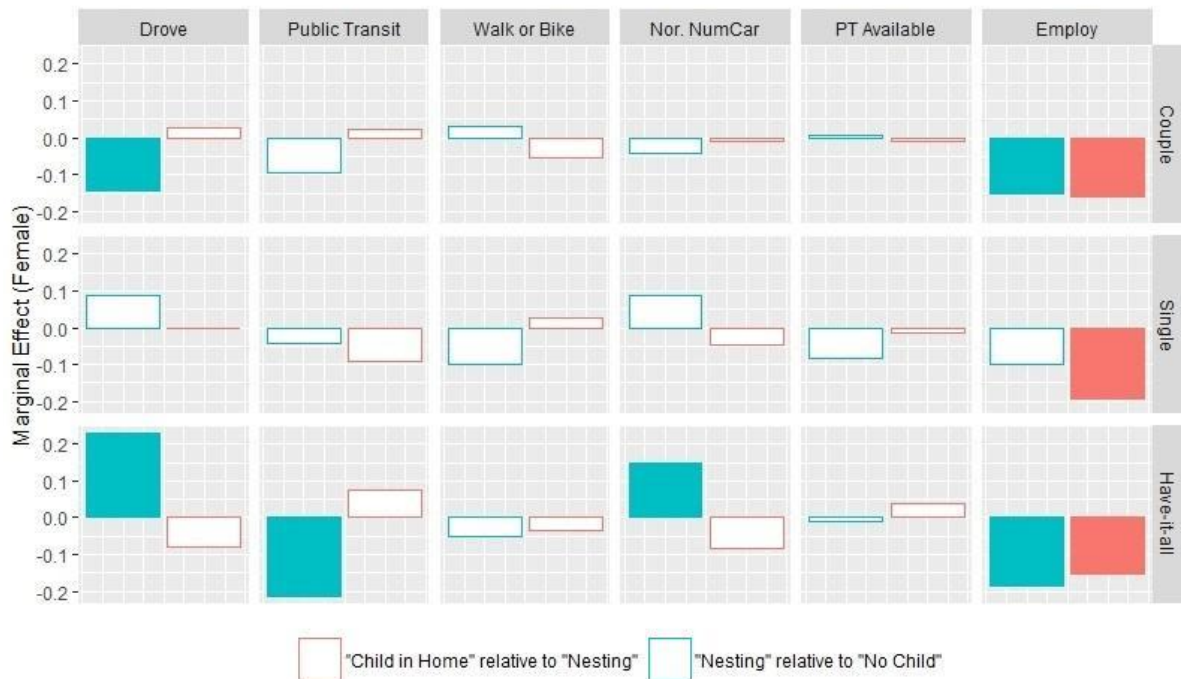 Drove Public Transit Walk or Bike Nor. NumCar PT Available Employ
Marginal Effect (Female)
0.2
0.1
0.0
-0.1
-0.2
Couple
0.2
0.1
0.0
-0.1
-0.2
Single
0.2
0.1
0.0
-0.1
-0.2
Have-it-all
"Child in Home" relative to "Nesting" "Nesting" relative to "No Child"